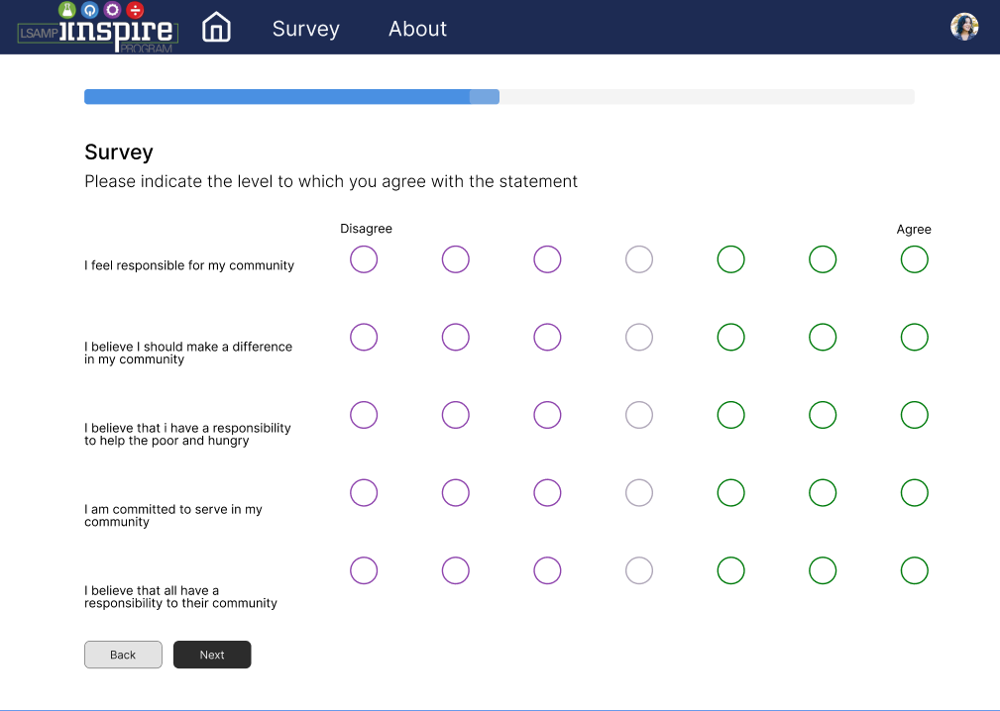 LSAMP iinspire
PROGRAM
Survey
About
Survey
Please indicate the level to which you agree with the statement
Disagree
Agree
I feel responsible for my community
I believe I should make a difference
in my community
I believe that i have a responsibility
to help the poor and hungry
I am committed to serve in my
community
I believe that all have a
responsibility to their community
Back
Next